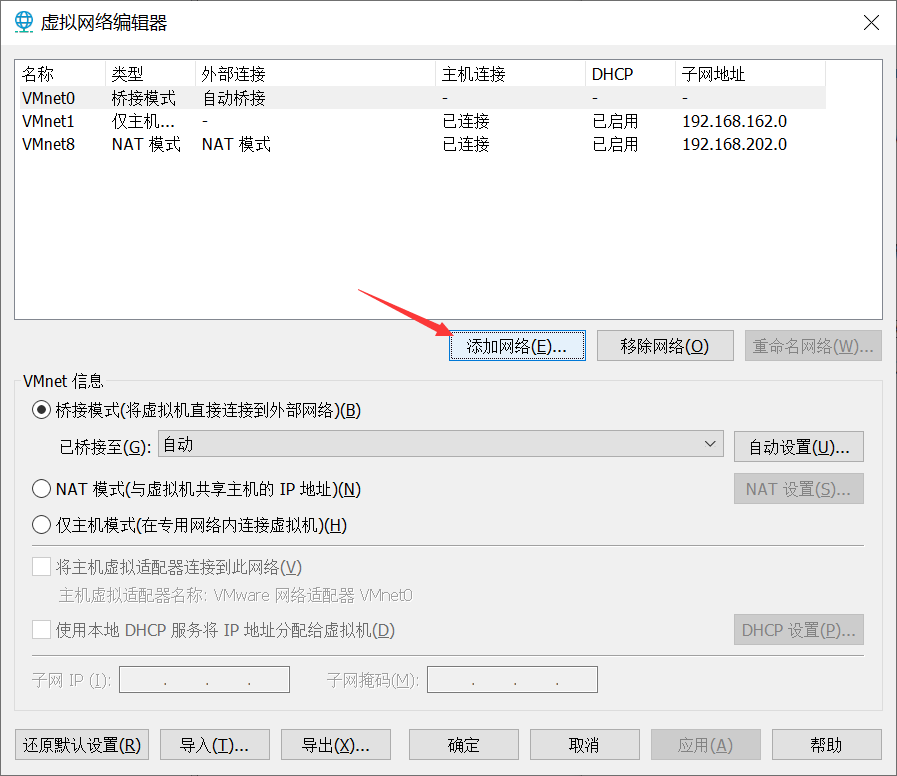 虚拟网络编辑器
名称 类型 外部连接 主机连接 DHCP 子网地址
VMnet0 桥接模式 自动桥接 - - -
VMnet1 仅主机... - 已连接 已启用 192.168.162.0
VMnet8 NAT 模式 NAT 模式 已连接 已启用 192.168.202.0
添加网络(E)... 移除网络(O) 重命名网络(W)...
VMnet 信息
桥接模式(将虚拟机直接连接到外部网络)(B)
已桥接至(G): 自动 自动设置(U)...
NAT 模式(与虚拟机共享主机的 IP 地址)(N) NAT 设置(S)...
仅主机模式(在专用网络内连接虚拟机)(H)
将主机虚拟适配器连接到此网络(V)
主机虚拟适配器名称: VMware 网络适配器 VMnet0
使用本地 DHCP 服务将 IP 地址分配给虚拟机(D) DHCP 设置(P)...
子网 IP (I): . . . 子网掩码(M): . . .
还原默认设置(R) 导入(T)... 导出(X)... 确定 取消 应用(A) 帮助